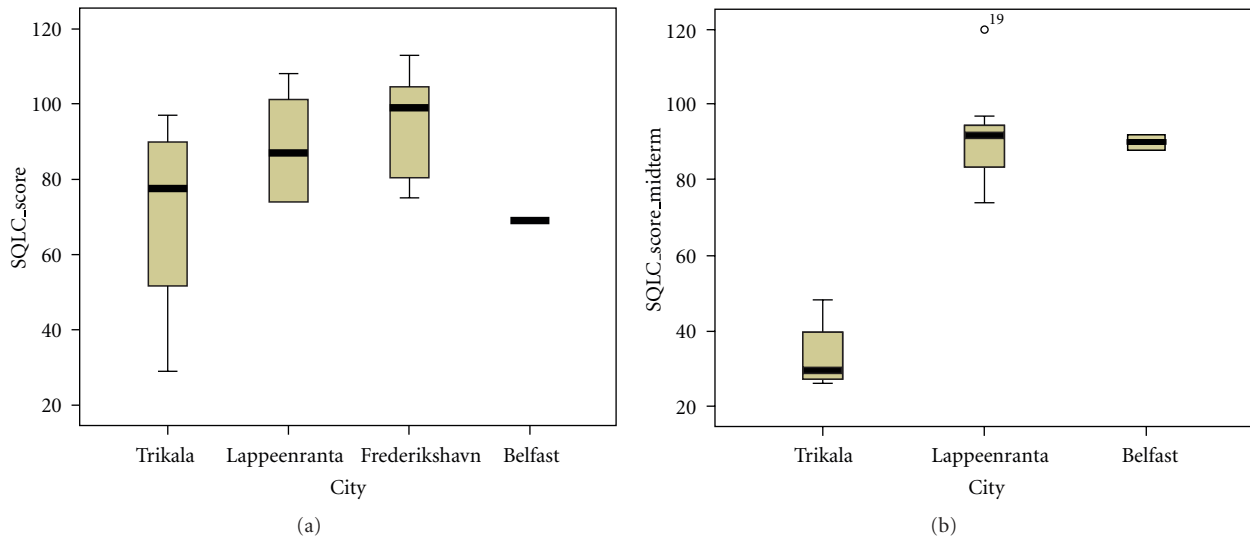 SQLC_score
120
100
80
60
40
20
Trikala
Lappeenranta
Frederikshavn
Belfast
City
(a)
SQLC_score_midterm
120
100
80
60
40
20
19
Trikala
Lappeenranta
Belfast
City
(b)